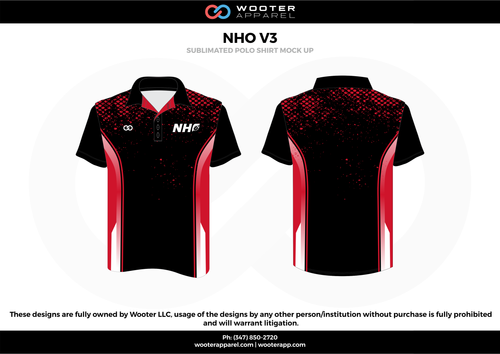 WOOTER
APPAREL
NHO V3
SUBLIMATED POLO SHIRT MOCK UP
NHO
These designs are fully owned by Wooter LLC, usage of the designs by any other person/institution without purchase is fully prohibited
and will warrant litigation.
Ph: (347) 850-2720
wooterapparel.com | wooterapp.com